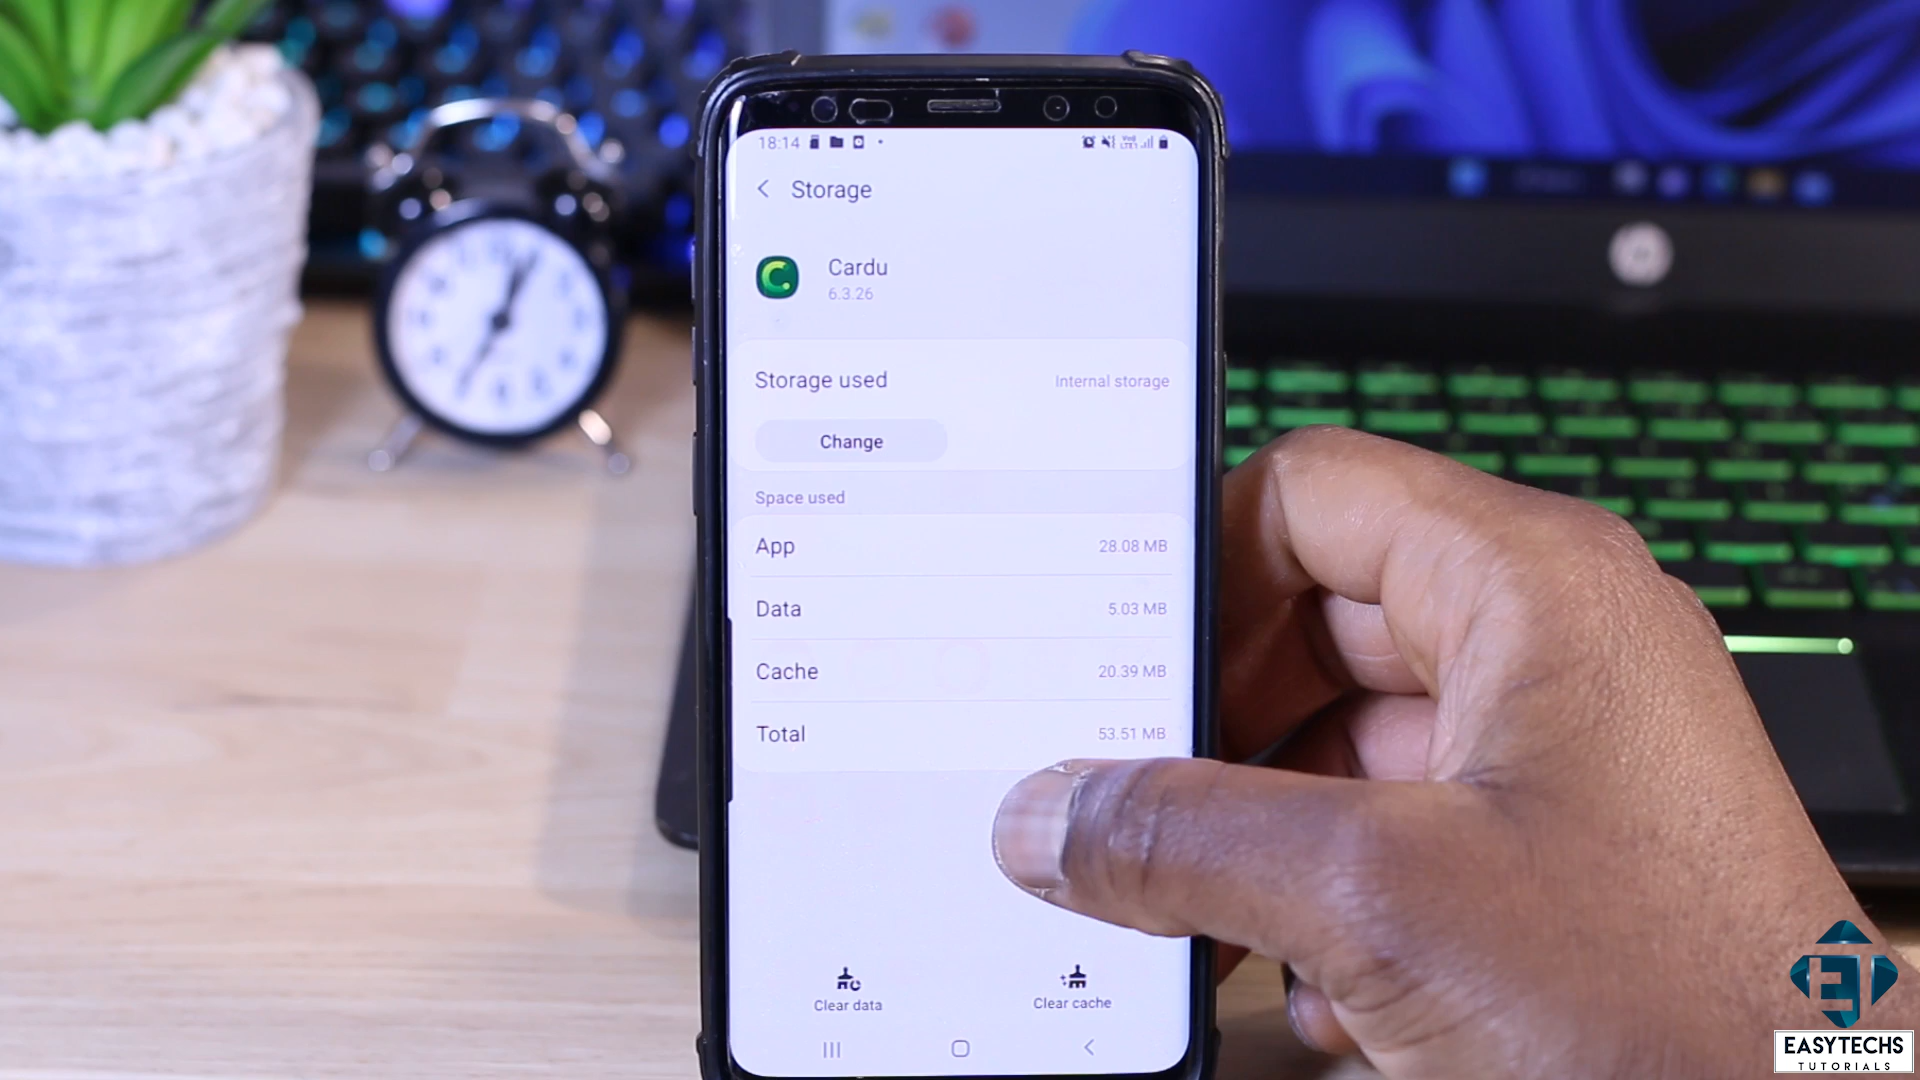 18:14
Storage
Cardu
6.3.26
Storage used
Internal storage
Change
Space used
App
28.08 MB
Data
5.03 MB
Cache
20.39 MB
Total
53.51 MB
Clear data
Clear cache
EASYTECHS
TUTORIALS